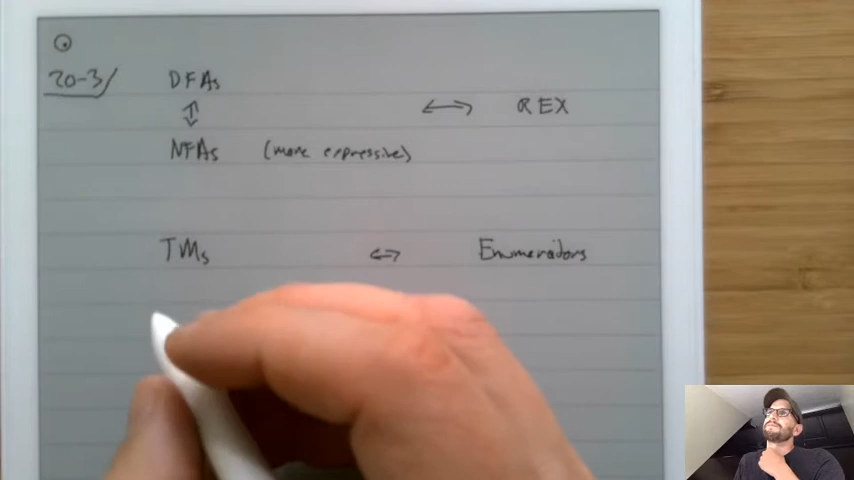 20-3/ DFAs
↔ REX
NFAs (more expressive)
TMs ↔ Enumerators